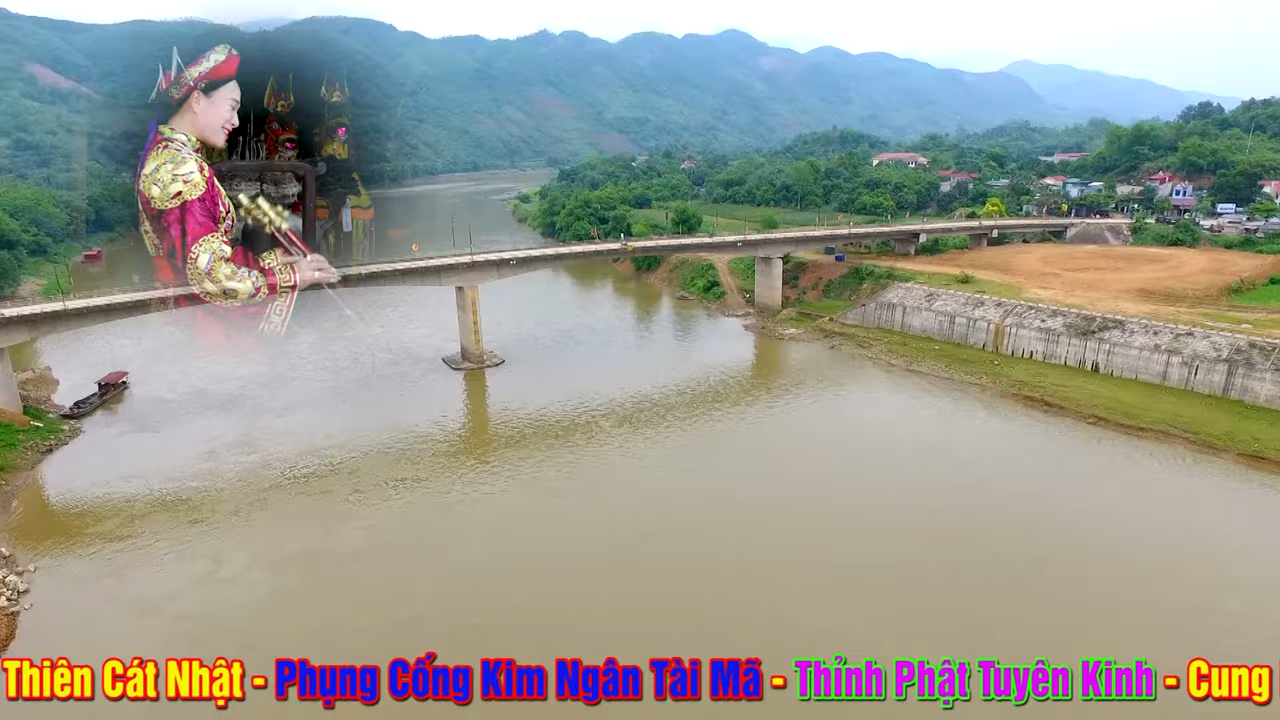 Thiên Cát Nhật - Phụng Cống Kim Ngân Tài Mã - Thỉnh Phật Tuyên Kinh - Cung